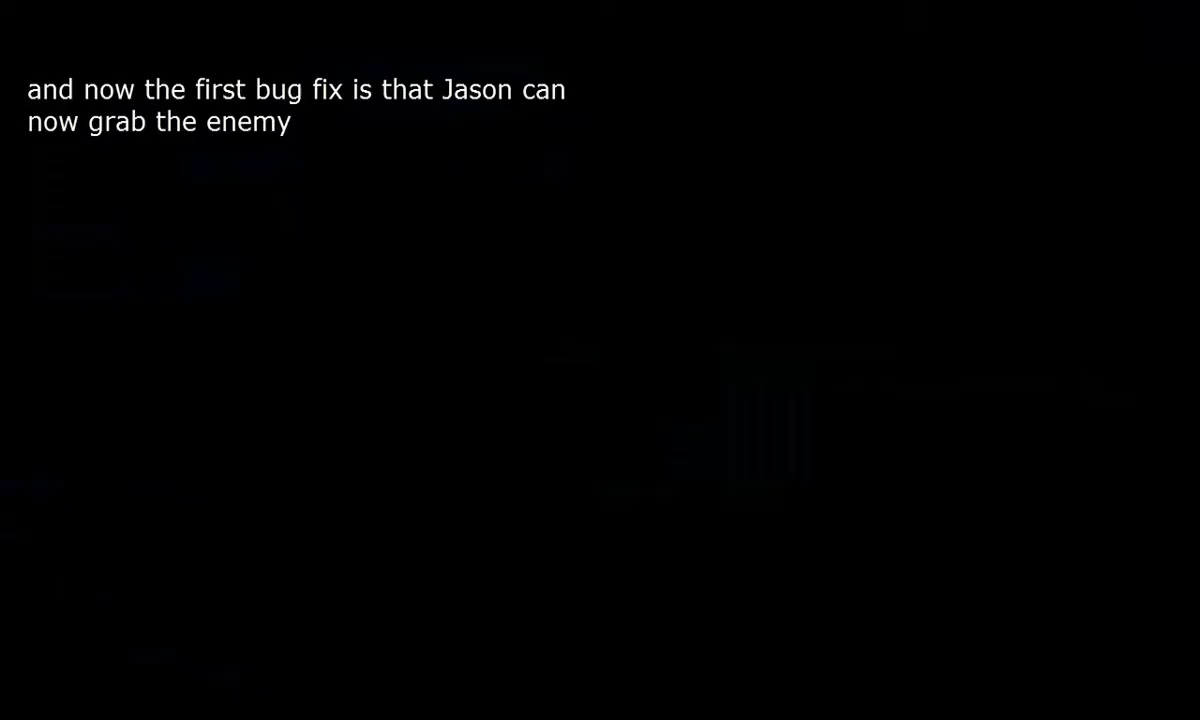 and now the first bug fix is that Jason can
now grab the enemy